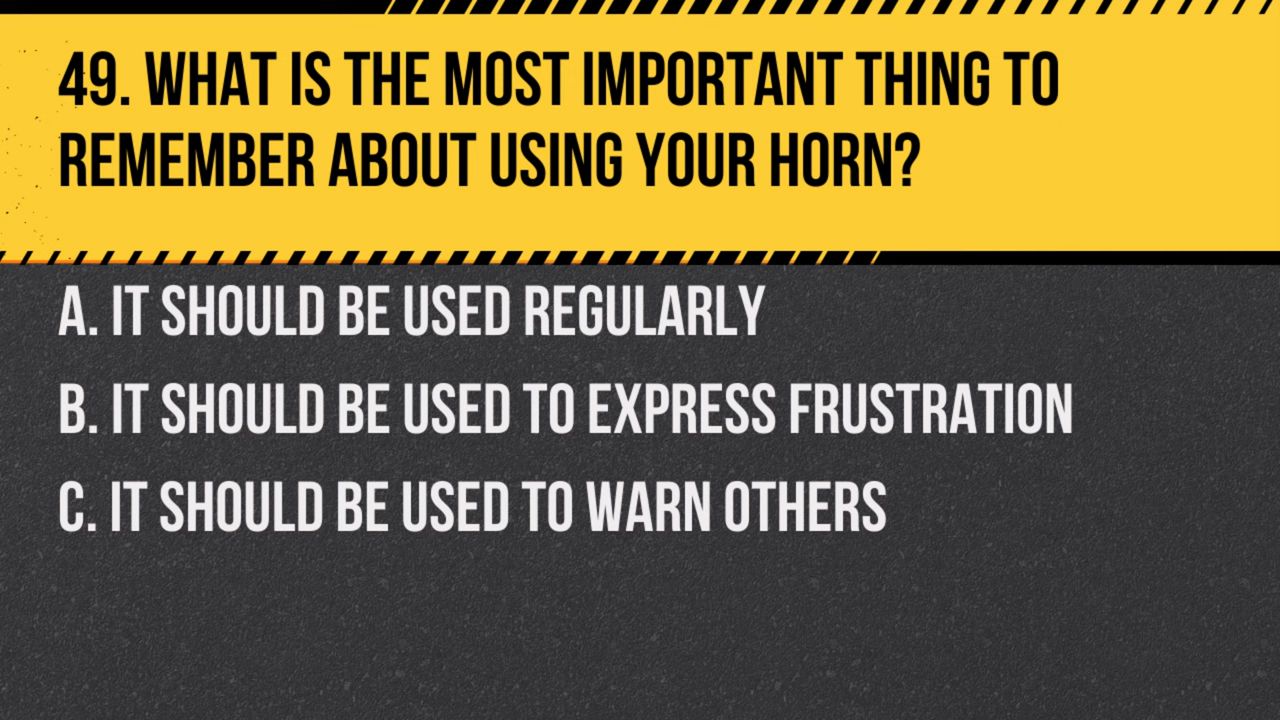 49. WHAT IS THE MOST IMPORTANT THING TO
REMEMBER ABOUT USING YOUR HORN?
A. IT SHOULD BE USED REGULARLY
B. IT SHOULD BE USED TO EXPRESS FRUSTRATION
C. IT SHOULD BE USED TO WARN OTHERS